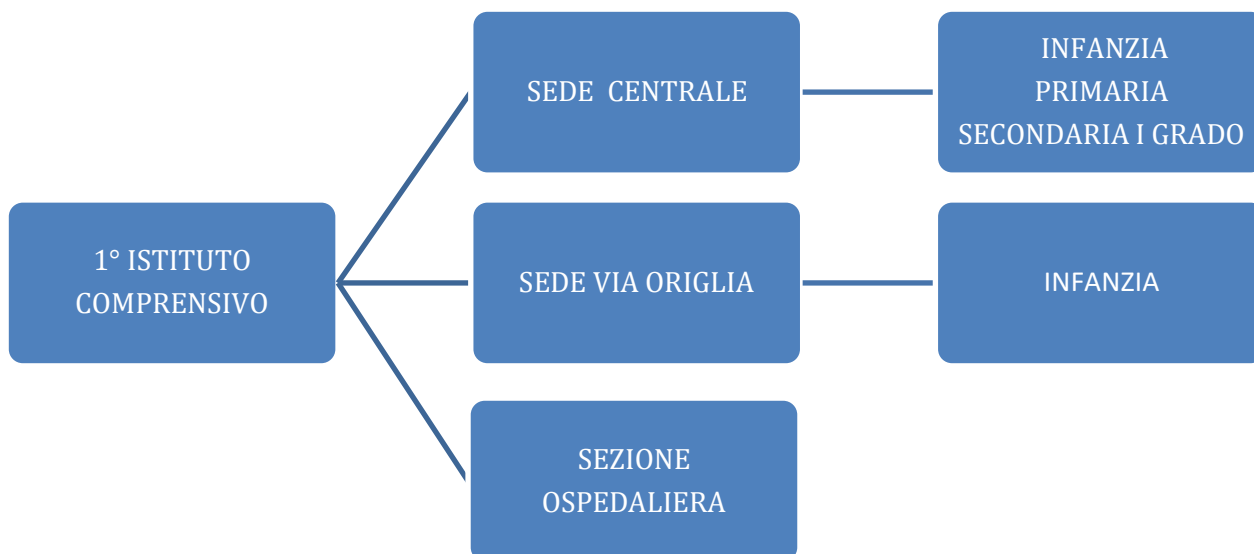 1° ISTITUTO
COMPRENSIVO
SEDE CENTRALE
INFANZIA
PRIMARIA
SECONDARIA I GRADO
SEDE VIA ORIGLIA
INFANZIA
SEZIONE
OSPEDALIERA